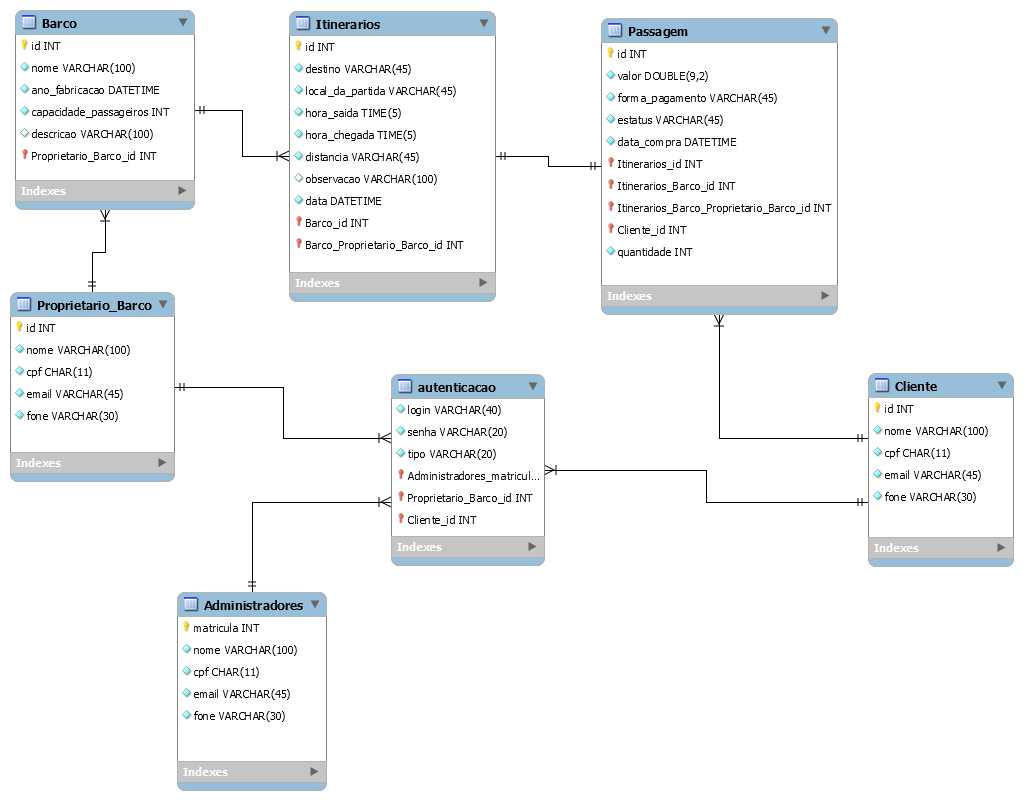 Barco
id INT
nome VARCHAR(100)
ano_fabricacao DATETIME
capacidade_passageiros INT
descricao VARCHAR(100)
Proprietario_Barco_id INT
Indexes
Itinerarios
id INT
destino VARCHAR(45)
local_da_partida VARCHAR(45)
hora_saida TIME(5)
hora_chegada TIME(5)
distancia VARCHAR(45)
observacao VARCHAR(100)
data DATETIME
Barco_id INT
Barco_Proprietario_Barco_id INT
Indexes
Passagem
id INT
valor DOUBLE(9,2)
forma_pagamento VARCHAR(45)
estatus VARCHAR(45)
data_compra DATETIME
Itinerarios_id INT
Itinerarios_Barco_id INT
Itinerarios_Barco_Proprietario_Barco_id INT
Cliente_id INT
quantidade INT
Indexes
Proprietario_Barco
id INT
nome VARCHAR(100)
cpf CHAR(11)
email VARCHAR(45)
fone VARCHAR(30)
Indexes
autenticacao
login VARCHAR(40)
senha VARCHAR(20)
tipo VARCHAR(20)
Administradores_matricul...
Proprietario_Barco_id INT
Cliente_id INT
Indexes
Cliente
id INT
nome VARCHAR(100)
cpf CHAR(11)
email VARCHAR(45)
fone VARCHAR(30)
Indexes
Administradores
matricula INT
nome VARCHAR(100)
cpf CHAR(11)
email VARCHAR(45)
fone VARCHAR(30)
Indexes